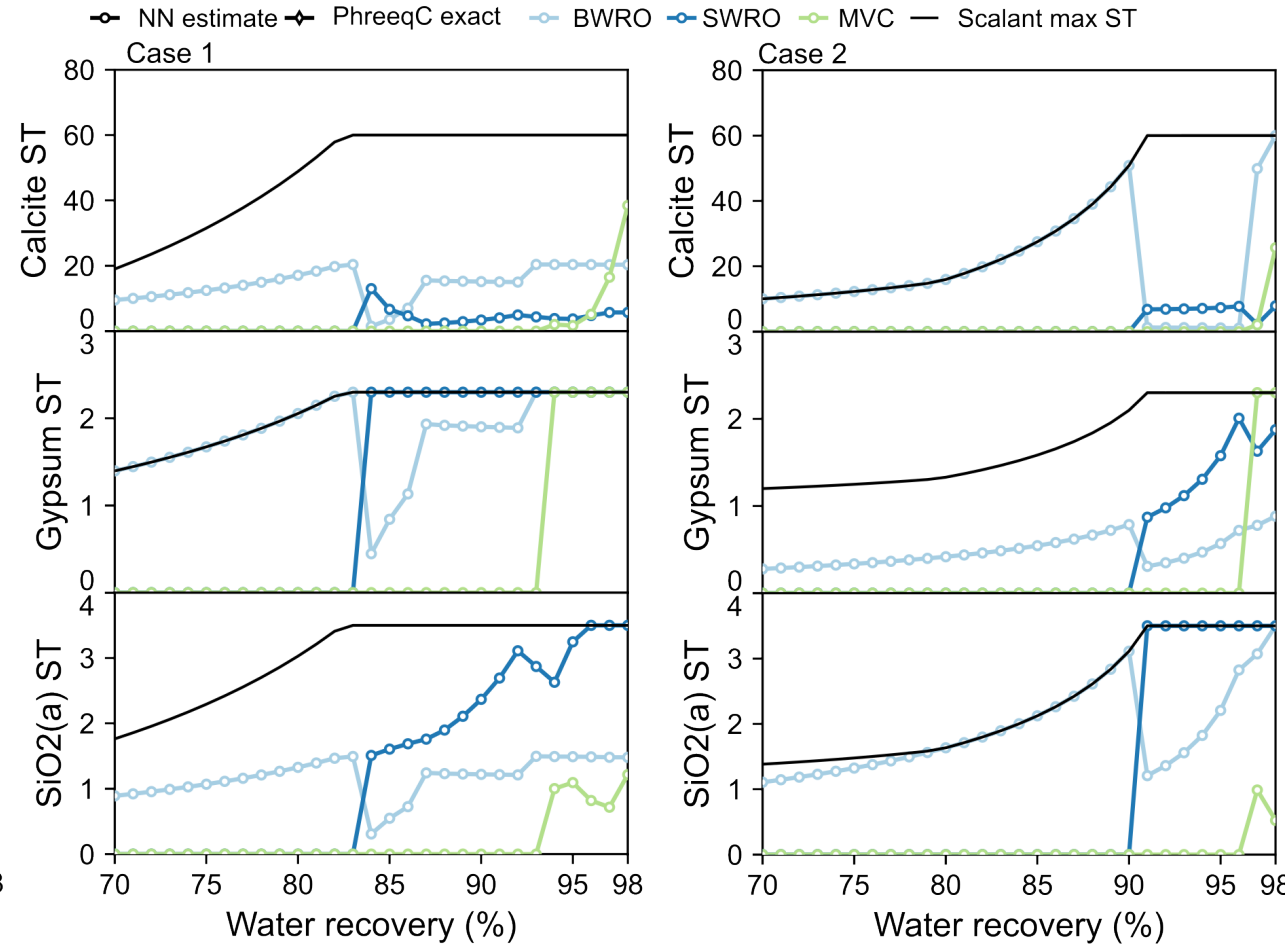 NN estimate PhreeqC exact BWRO SWRO MVC Scalant max ST
Case 1
Case 2
80
60
40
20
0
Calcite ST
80
60
40
20
0
Calcite ST
3
2
1
0
Gypsum ST
3
2
1
0
Gypsum ST
4
3
2
1
0
SiO2(a) ST
4
3
2
1
0
SiO2(a) ST
70 75 80 85 90 95 98
70 75 80 85 90 95 98
Water recovery (%)
Water recovery (%)